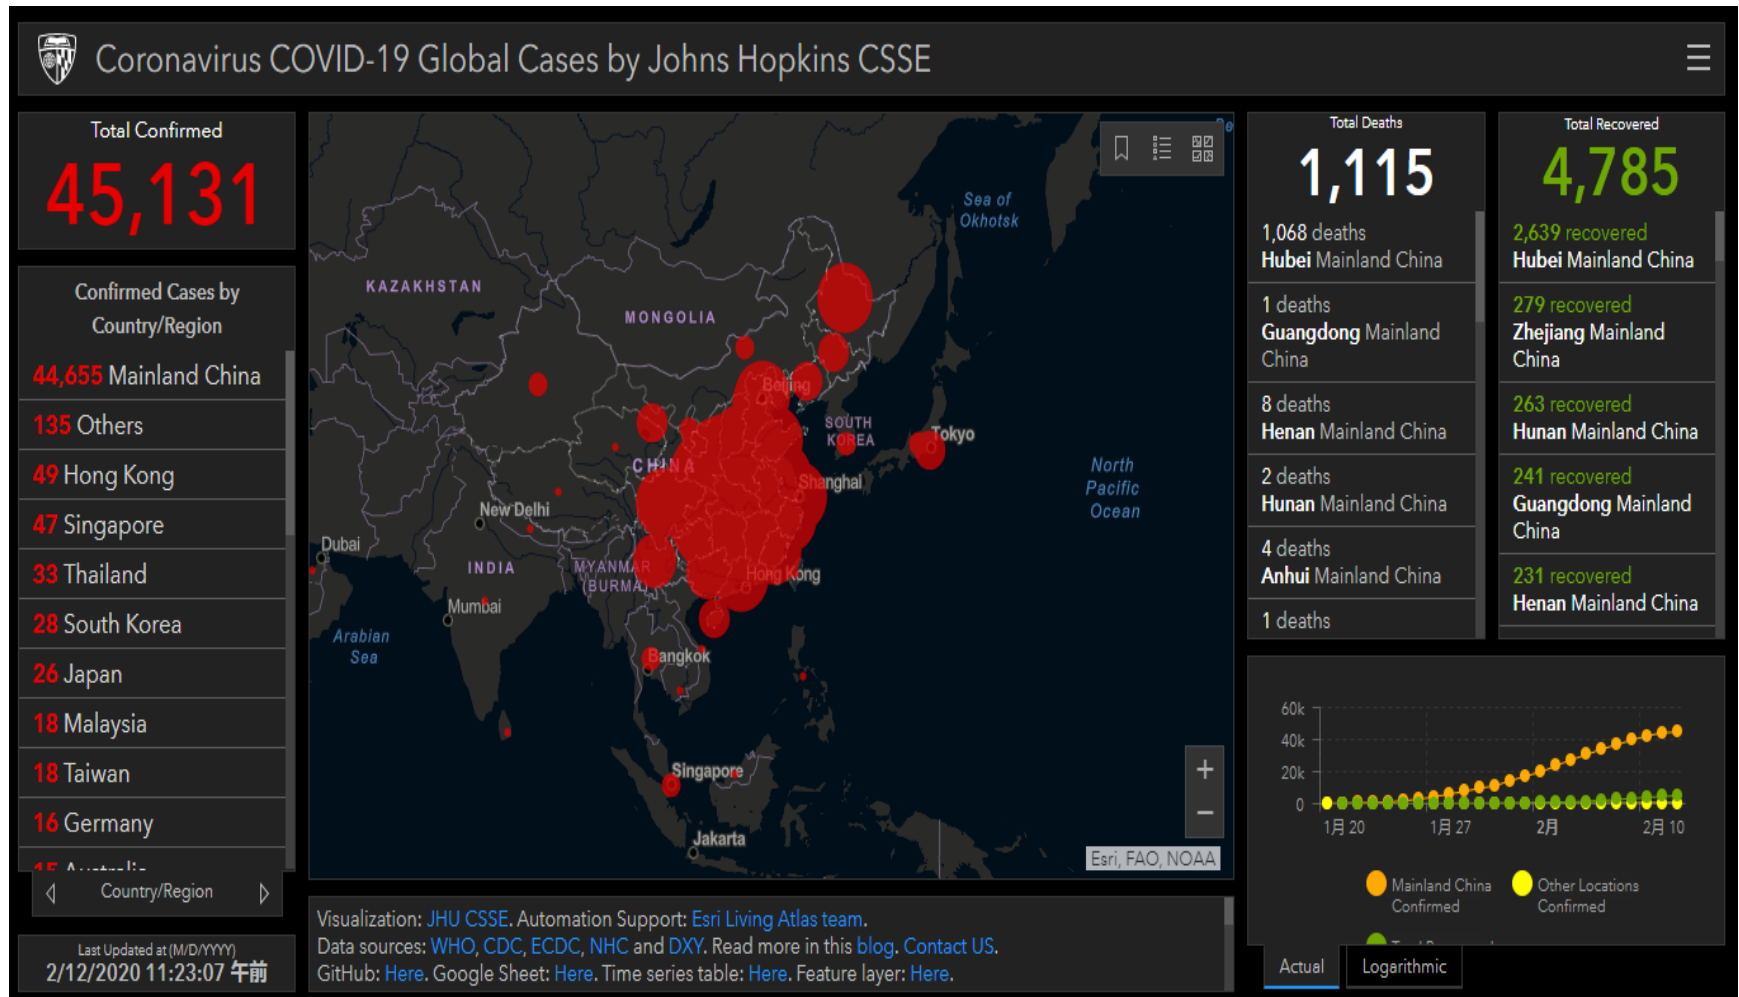 Coronavirus COVID-19 Global Cases by Johns Hopkins CSSE
Total Confirmed
45,131
Confirmed Cases by
Country/Region
44,655 Mainland China
135 Others
49 Hong Kong
47 Singapore
33 Thailand
28 South Korea
26 Japan
18 Malaysia
18 Taiwan
16 Germany
15 Australia
Country/Region
Last Updated at (M/D/YYYY)
2/12/2020 11:23:07 午前
Sea of
Okhotsk
KAZAKHSTAN
MONGOLIA
Beijing
SOUTH
KOREA
Tokyo
CHINA
Shanghai
North
Pacific
Ocean
New Delhi
Dubai
INDIA
MYANMAR
(BURMA)
Hong Kong
Mumbai
Arabian
Sea
Bangkok
Singapore
Jakarta
+
−
Esri, FAO, NOAA
Visualization: JHU CSSE. Automation Support: Esri Living Atlas team.
Data sources: WHO, CDC, ECDC, NHC and DXY. Read more in this blog. Contact US.
GitHub: Here. Google Sheet: Here. Time series table: Here. Feature layer: Here.
Total Deaths
1,115
1,068 deaths
Hubei Mainland China
1 deaths
Guangdong Mainland
China
8 deaths
Henan Mainland China
2 deaths
Hunan Mainland China
4 deaths
Anhui Mainland China
1 deaths
Total Recovered
4,785
2,639 recovered
Hubei Mainland China
279 recovered
Zhejiang Mainland
China
263 recovered
Hunan Mainland China
241 recovered
Guangdong Mainland
China
231 recovered
Henan Mainland China
60k
40k
20k
0
1月 20 1月 27 2月 2月 10
Mainland China
Confirmed
Other Locations
Confirmed
Actual
Logarithmic